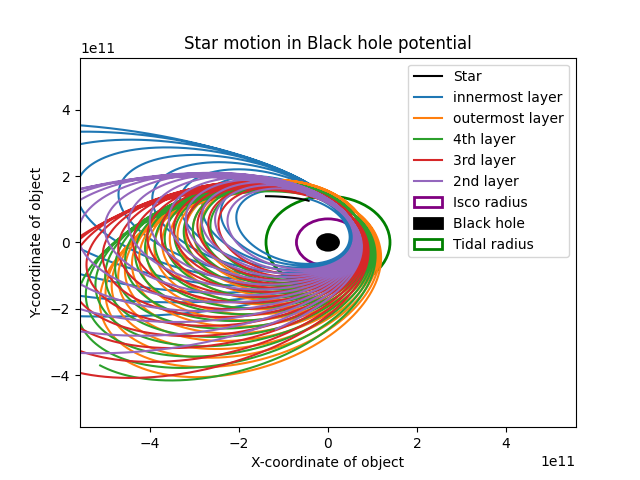 Star motion in Black hole potential
1e11
Star
innermost layer
outermost layer
4th layer
3rd layer
2nd layer
Isco radius
Black hole
Tidal radius
Y-coordinate of object
4
2
0
−2
−4
−4 −2 0 2 4
X-coordinate of object
1e11